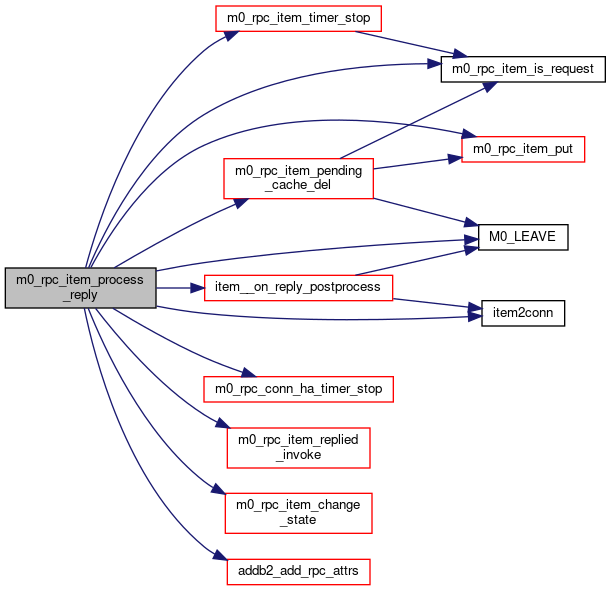 m0_rpc_item_timer_stop
m0_rpc_item_is_request
m0_rpc_item_put
m0_rpc_item_pending
_cache_del
M0_LEAVE
m0_rpc_item_process
_reply
item__on_reply_postprocess
item2conn
m0_rpc_conn_ha_timer_stop
m0_rpc_item_replied
_invoke
m0_rpc_item_change
_state
addb2_add_rpc_attrs